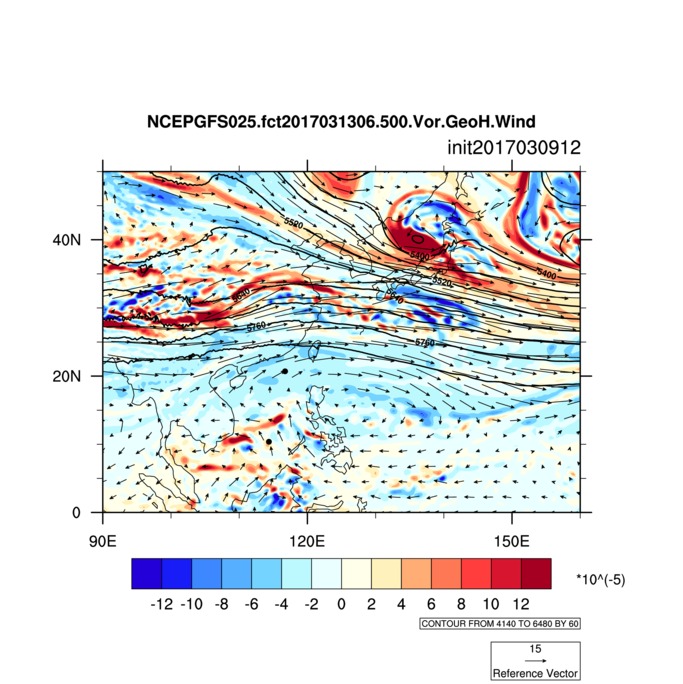 NCEPGFS025.fct2017031306.500.Vor.GeoH.Wind
init2017030912
40N
20N
0
90E 120E 150E
5520
5400
5400
5520
5640
5640
5760
5760
-12 -10 -8 -6 -4 -2 0 2 4 6 8 10 12
*10^(-5)
CONTOUR FROM 4140 TO 6480 BY 60
15
Reference Vector